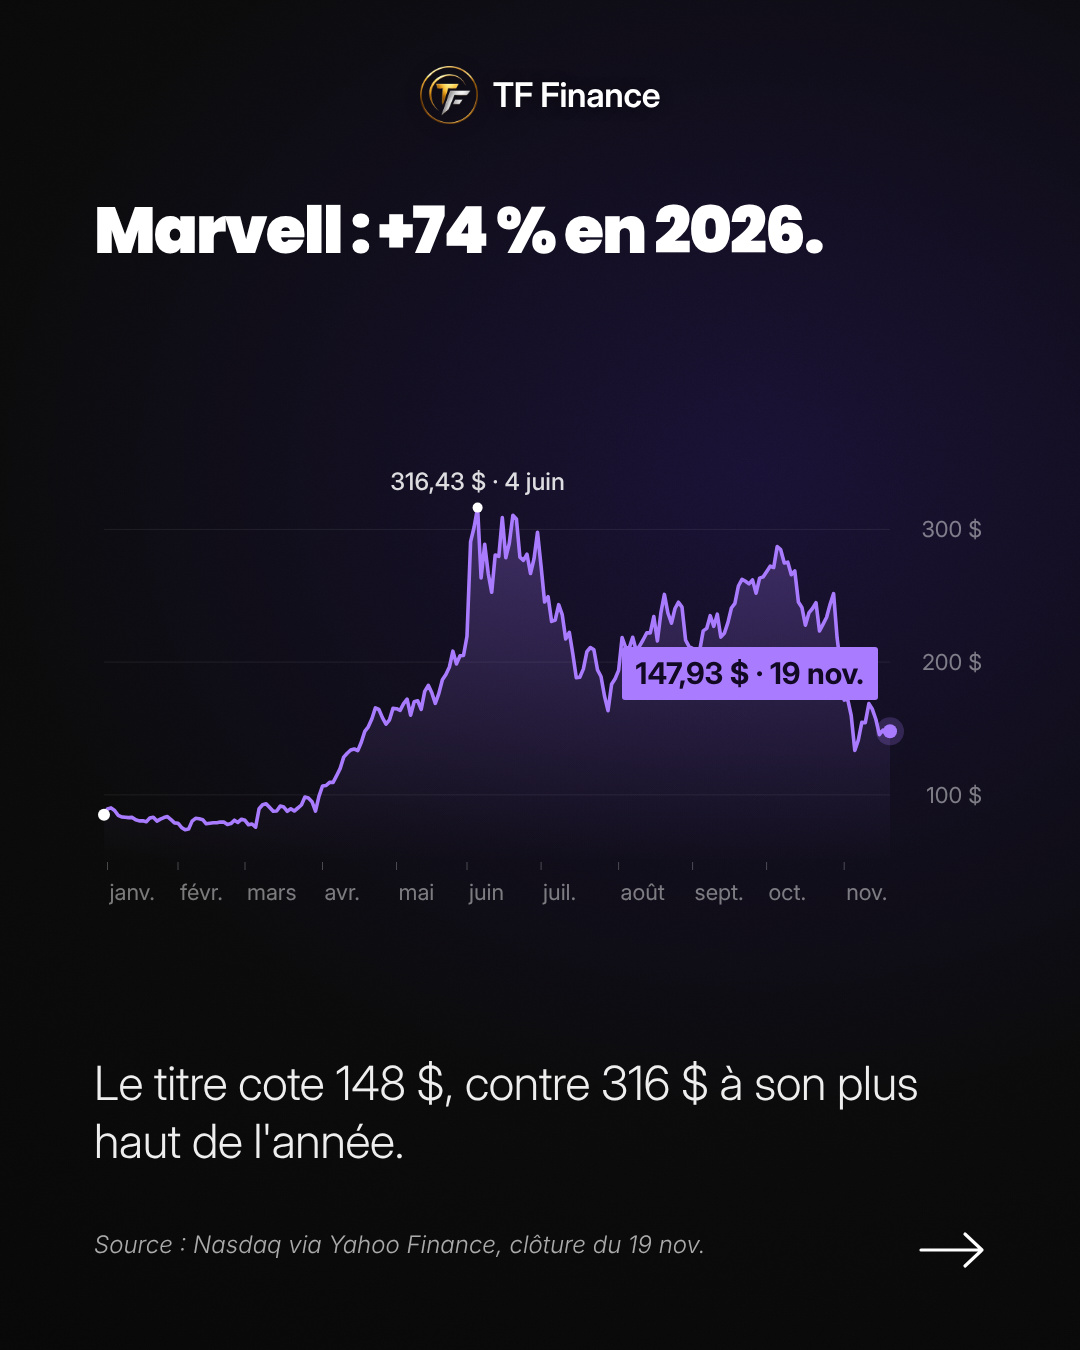 TF Finance
Marvell : +74 % en 2026.
316,43 $ · 4 juin
300 $
200 $
147,93 $ · 19 nov.
100 $
janv. févr. mars avr. mai juin juil. août sept. oct. nov.
Le titre cote 148 $, contre 316 $ à son plus
haut de l'année.
Source : Nasdaq via Yahoo Finance, clôture du 19 nov.